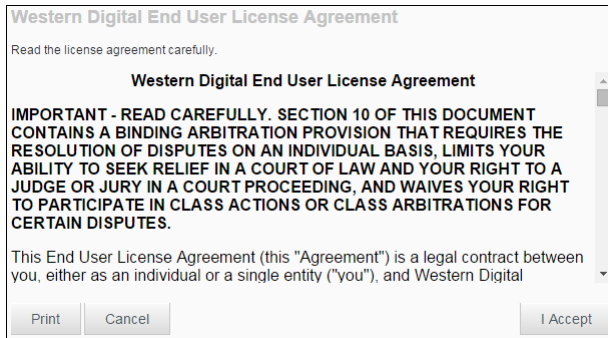 Western Digital End User License Agreement
Read the license agreement carefully.
Western Digital End User License Agreement
IMPORTANT - READ CAREFULLY. SECTION 10 OF THIS DOCUMENT
CONTAINS A BINDING ARBITRATION PROVISION THAT REQUIRES THE
RESOLUTION OF DISPUTES ON AN INDIVIDUAL BASIS, LIMITS YOUR
ABILITY TO SEEK RELIEF IN A COURT OF LAW AND YOUR RIGHT TO A
JUDGE OR JURY IN A COURT PROCEEDING, AND WAIVES YOUR RIGHT
TO PARTICIPATE IN CLASS ACTIONS OR CLASS ARBITRATIONS FOR
CERTAIN DISPUTES.
This End User License Agreement (this "Agreement") is a legal contract between
you, either as an individual or a single entity ("you"), and Western Digital
Print Cancel I Accept